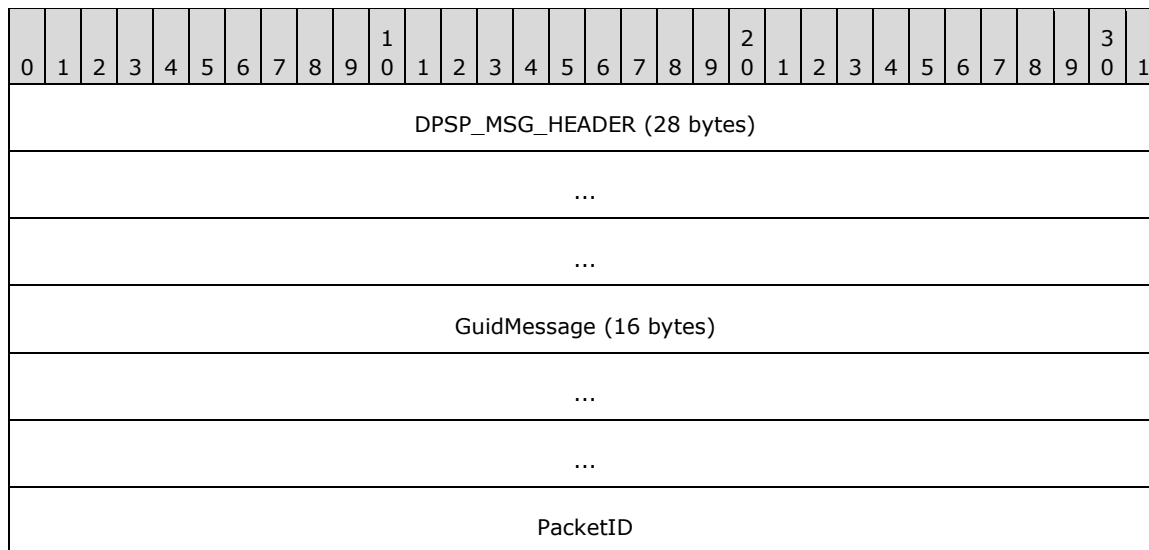 1 2 3
0 1 2 3 4 5 6 7 8 9 0 1 2 3 4 5 6 7 8 9 0 1 2 3 4 5 6 7 8 9 0 1
DPSP_MSG_HEADER (28 bytes)
...
...
GuidMessage (16 bytes)
...
...
PacketID